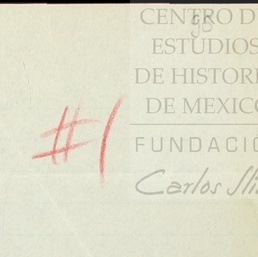 CENTRO D
ESTUDIOS
DE HISTORI
DE MEXICO
FUNDACIO
Carlos Sli
#1